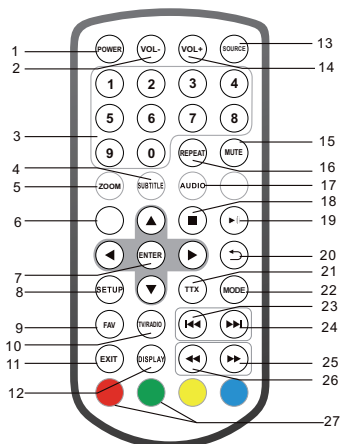 1 POWER VOL- VOL+ SOURCE 13
2 14
1 2 3 4
3
5 6 7 8
15
9 0 REPEAT MUTE
4 16
5 ZOOM SUBTITLE AUDIO 17
18
6 19
7 ENTER 20
21
8 SETUP TTX MODE 22
23
9 FAV TV/RADIO 24
10
11 EXIT DISPLAY 25
12 26
27